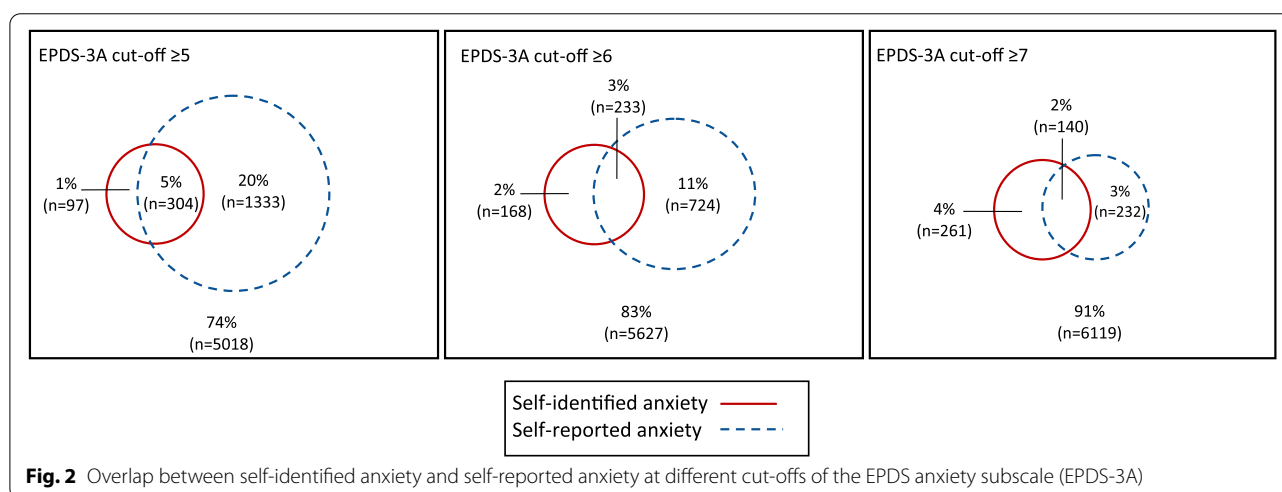 EPDS-3A cut-off ≥5
1%
(n=97)
5%
(n=304)
20%
(n=1333)
74%
(n=5018)
EPDS-3A cut-off ≥6
3%
(n=233)
2%
(n=168)
11%
(n=724)
83%
(n=5627)
EPDS-3A cut-off ≥7
2%
(n=140)
4%
(n=261)
3%
(n=232)
91%
(n=6119)
Self-identified anxiety
Self-reported anxiety
Fig. 2 Overlap between self-identified anxiety and self-reported anxiety at different cut-offs of the EPDS anxiety subscale (EPDS-3A)